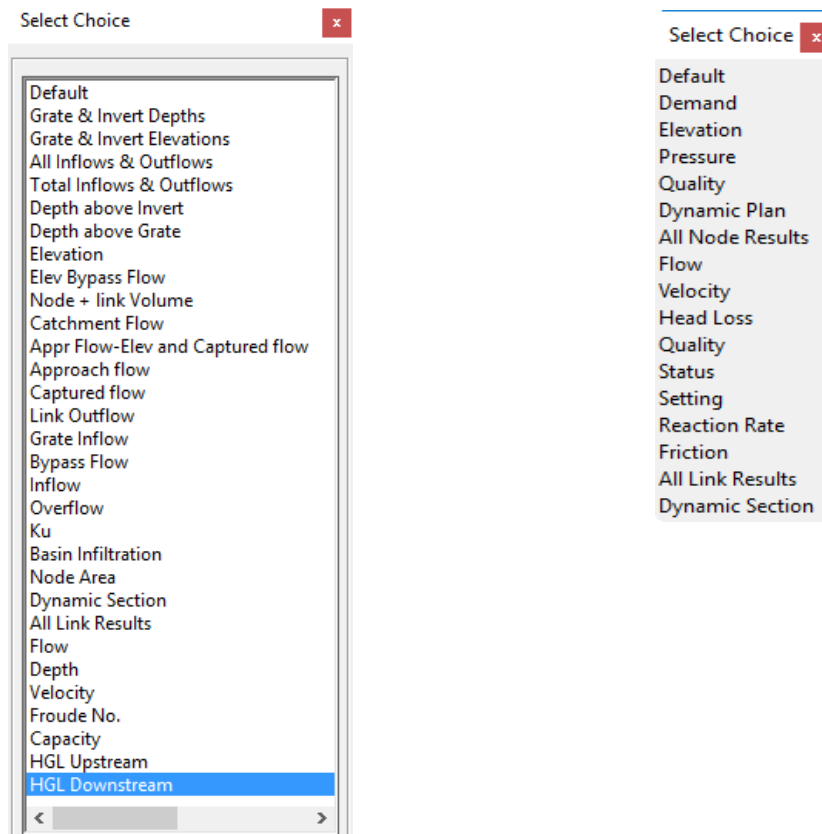 Select Choice
x
Default
Grate & Invert Depths
Grate & Invert Elevations
All Inflows & Outflows
Total Inflows & Outflows
Depth above Invert
Depth above Grate
Elevation
Elev Bypass Flow
Node + link Volume
Catchment Flow
Appr Flow-Elev and Captured flow
Approach flow
Captured flow
Link Outflow
Grate Inflow
Bypass Flow
Inflow
Overflow
Ku
Basin Infiltration
Node Area
Dynamic Section
All Link Results
Flow
Depth
Velocity
Froude No.
Capacity
HGL Upstream
HGL Downstream
Select Choice
x
Default
Demand
Elevation
Pressure
Quality
Dynamic Plan
All Node Results
Flow
Velocity
Head Loss
Quality
Status
Setting
Reaction Rate
Friction
All Link Results
Dynamic Section